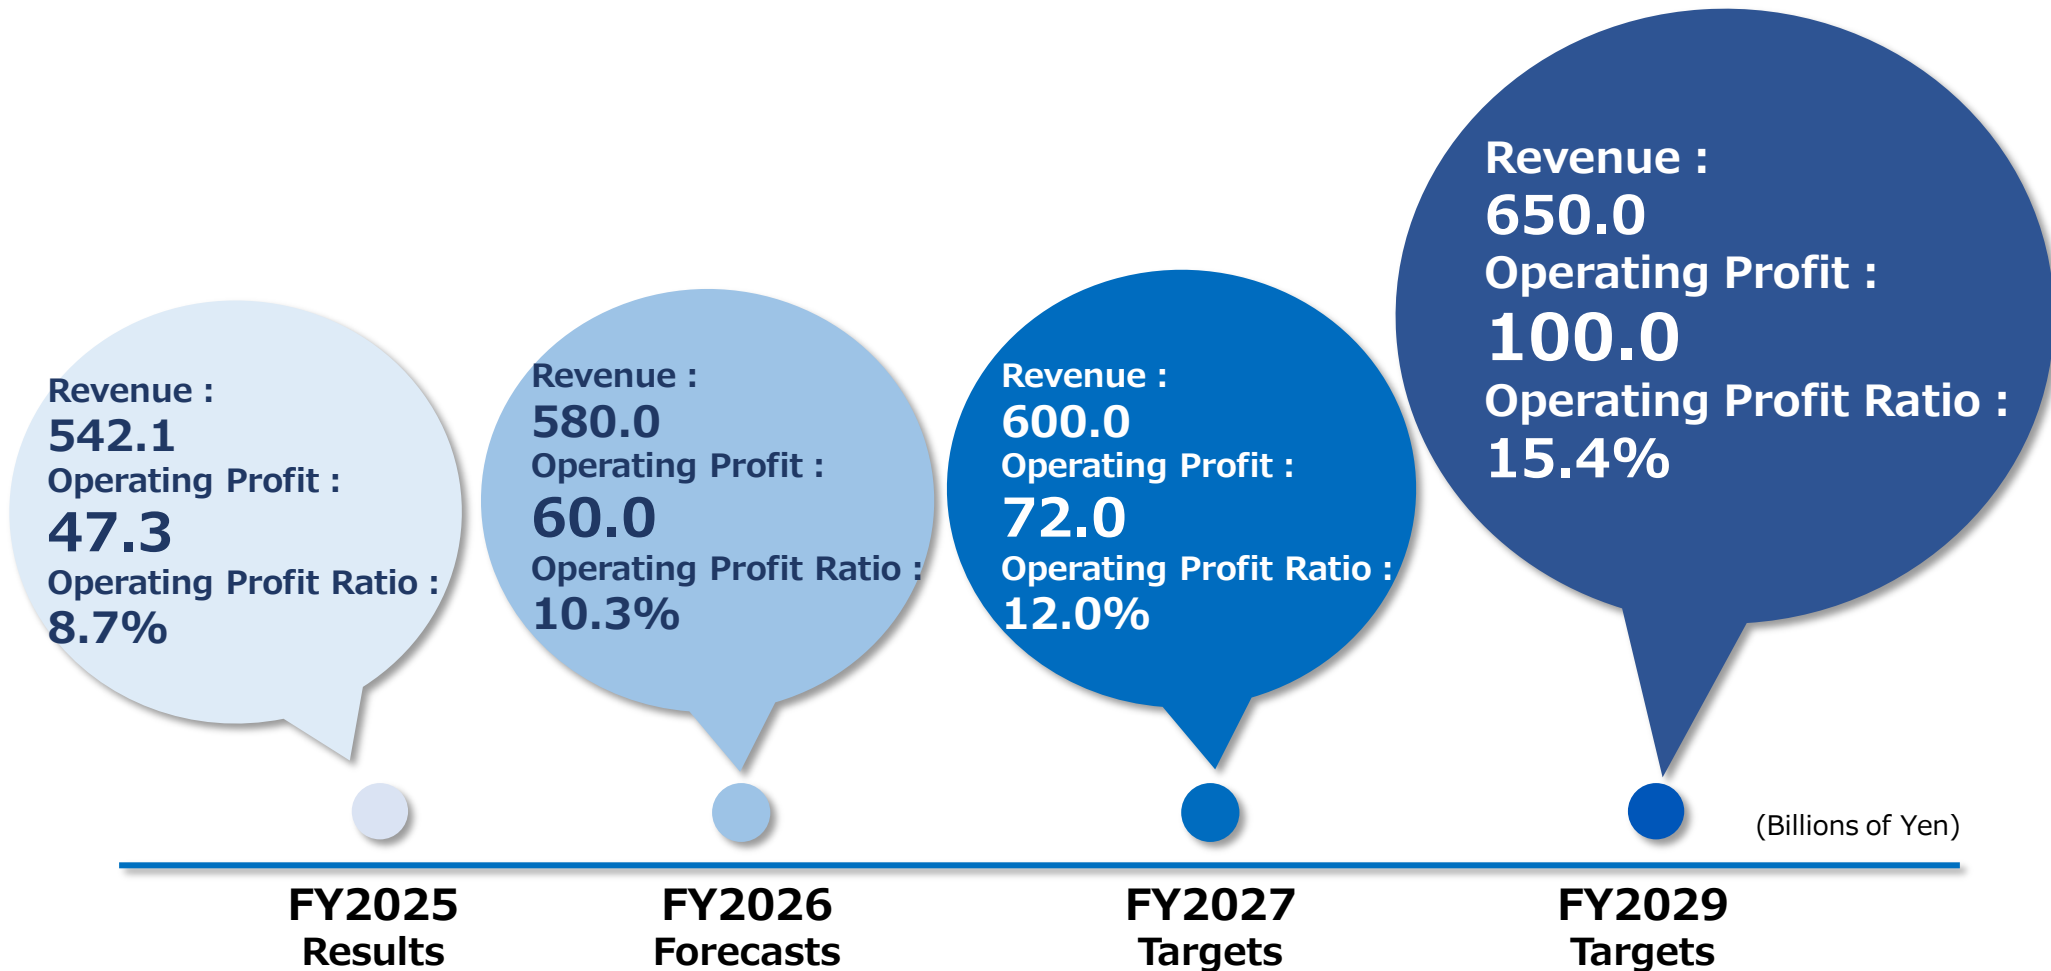 Revenue :
542.1
Operating Profit :
47.3
Operating Profit Ratio :
8.7%
Revenue :
580.0
Operating Profit :
60.0
Operating Profit Ratio :
10.3%
Revenue :
600.0
Operating Profit :
72.0
Operating Profit Ratio :
12.0%
Revenue :
650.0
Operating Profit :
100.0
Operating Profit Ratio :
15.4%
(Billions of Yen)
FY2025
Results
FY2026
Forecasts
FY2027
Targets
FY2029
Targets